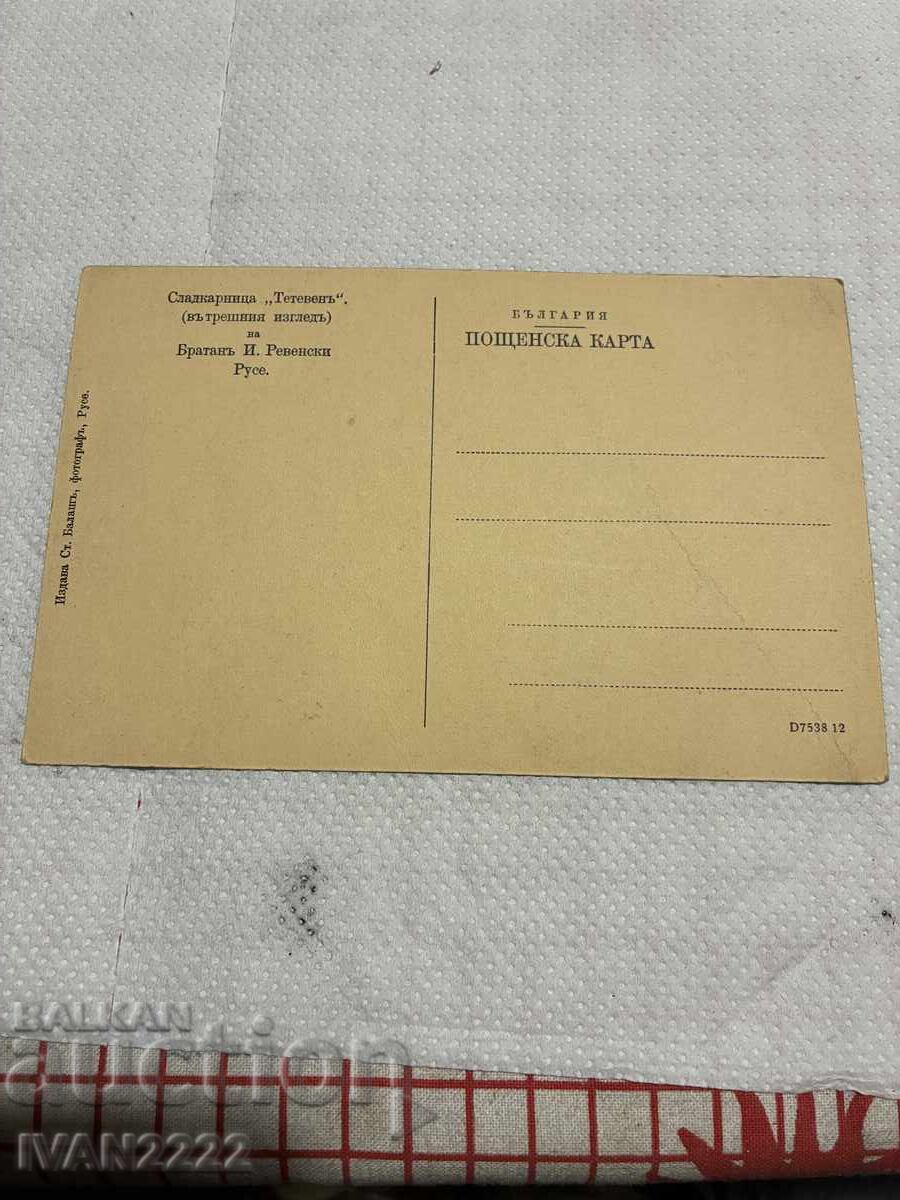 Сладкарница „Тетевенъ“.
(вътрешния изгледъ)
на
Братанъ И. Ревенски
Русе.
Издава Ст. Балашъ, фотографъ, Русе.
БЪЛГАРИЯ
ПОЩЕНСКА КАРТА
D7538 12
BALKAN
auction
IVAN2222